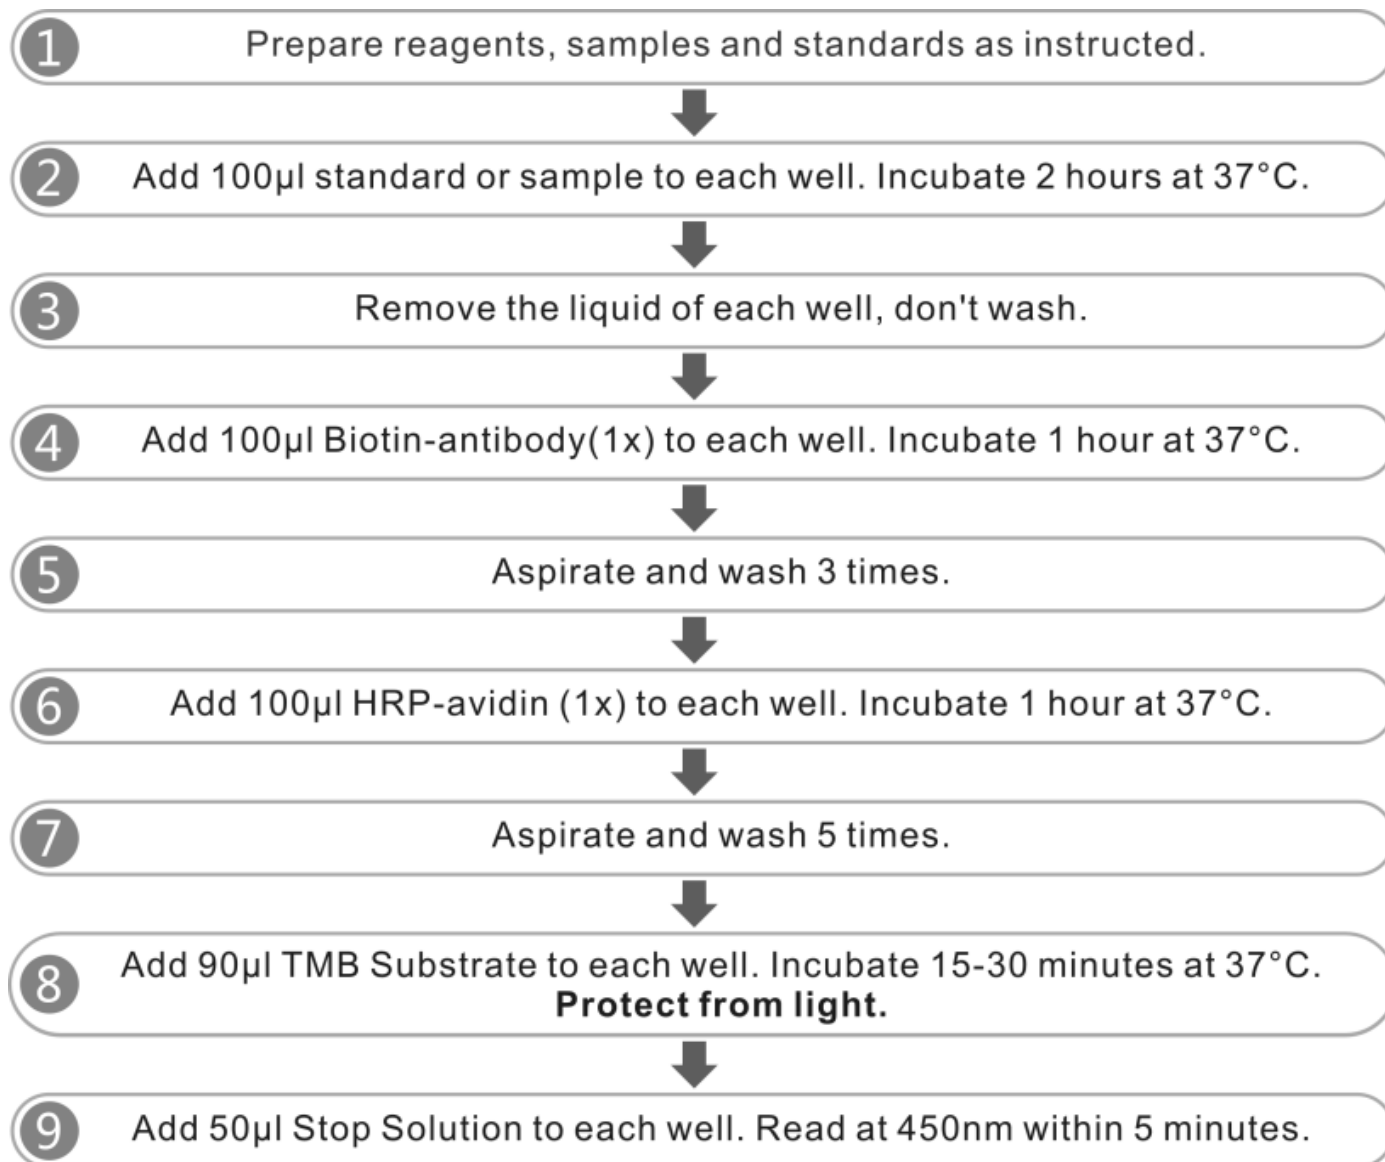 1 Prepare reagents, samples and standards as instructed.
2 Add 100µl standard or sample to each well. Incubate 2 hours at 37°C.
3 Remove the liquid of each well, don't wash.
4 Add 100µl Biotin-antibody(1x) to each well. Incubate 1 hour at 37°C.
5 Aspirate and wash 3 times.
6 Add 100µl HRP-avidin (1x) to each well. Incubate 1 hour at 37°C.
7 Aspirate and wash 5 times.
8 Add 90µl TMB Substrate to each well. Incubate 15-30 minutes at 37°C.
Protect from light.
9 Add 50µl Stop Solution to each well. Read at 450nm within 5 minutes.